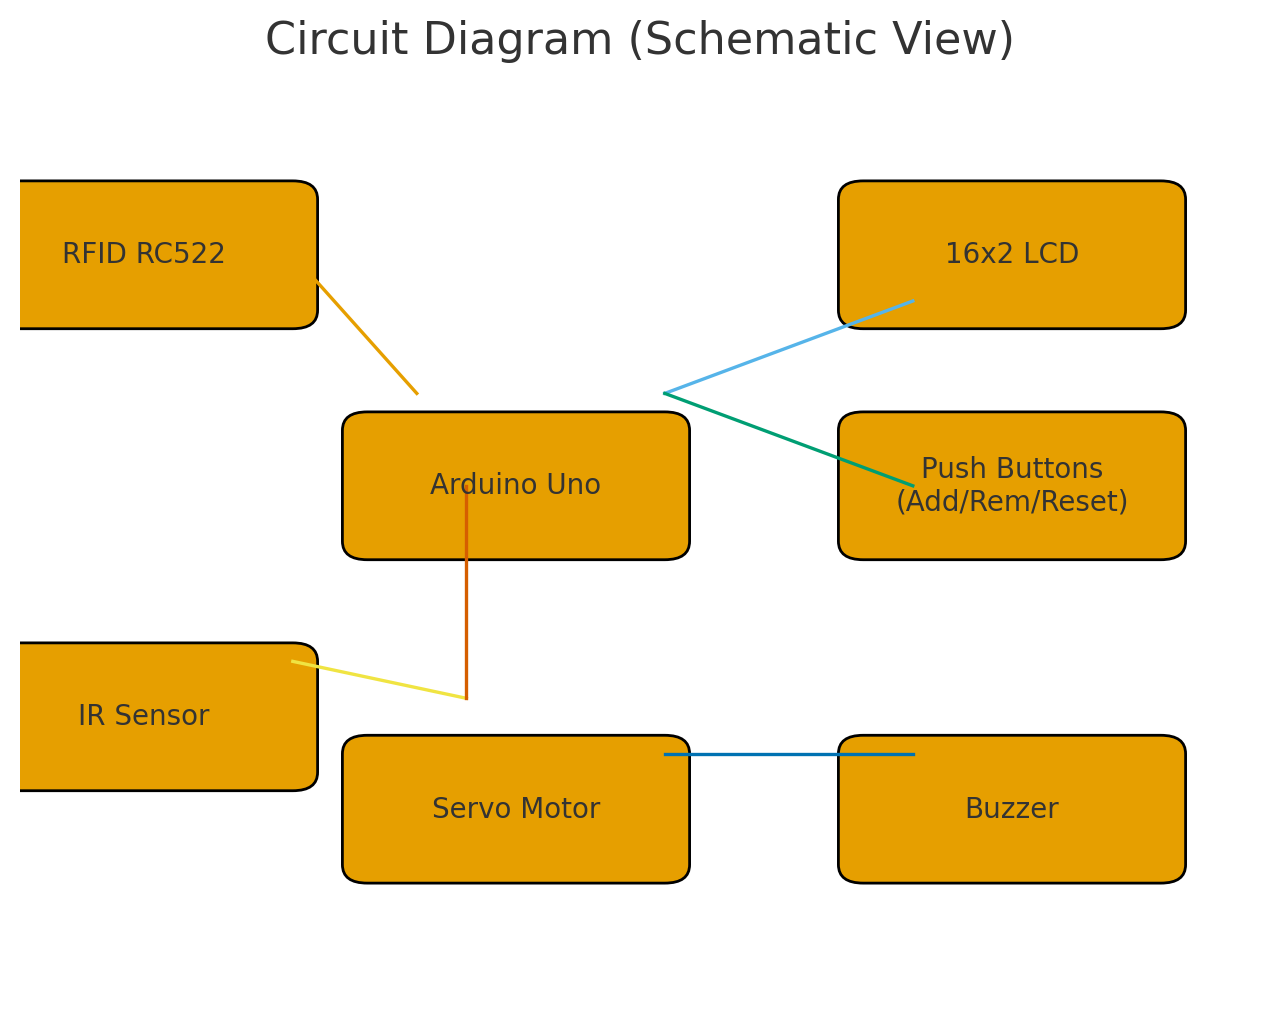 Circuit Diagram (Schematic View)
RFID RC522
16x2 LCD
Arduino Uno
Push Buttons
(Add/Rem/Reset)
IR Sensor
Servo Motor
Buzzer